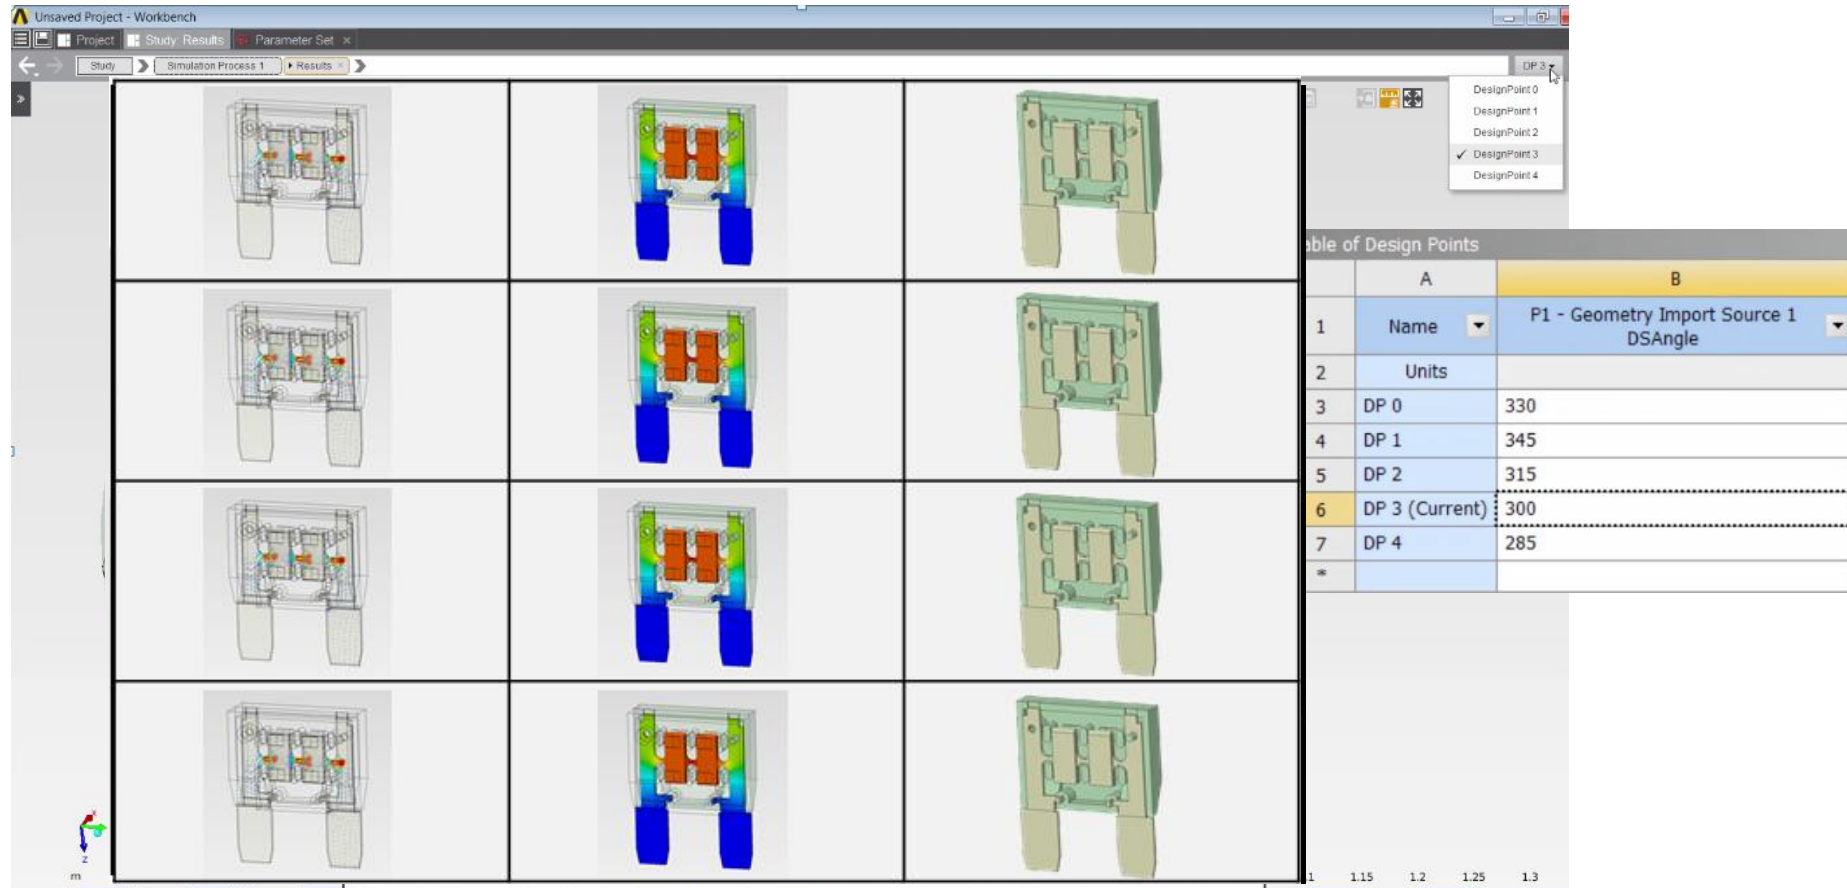 Unsaved Project - Workbench
Project Study: Results Parameter Set ×
Study Simulation Process 1 Results × DP 3
DesignPoint 0
DesignPoint 1
DesignPoint 2
✓ DesignPoint 3
DesignPoint 4
able of Design Points
A B
1 Name P1 - Geometry Import Source 1
DSAngle
2 Units
3 DP 0 330
4 DP 1 345
5 DP 2 315
6 DP 3 (Current) 300
7 DP 4 285
*
x
z
m
.1 1.15 1.2 1.25 1.3